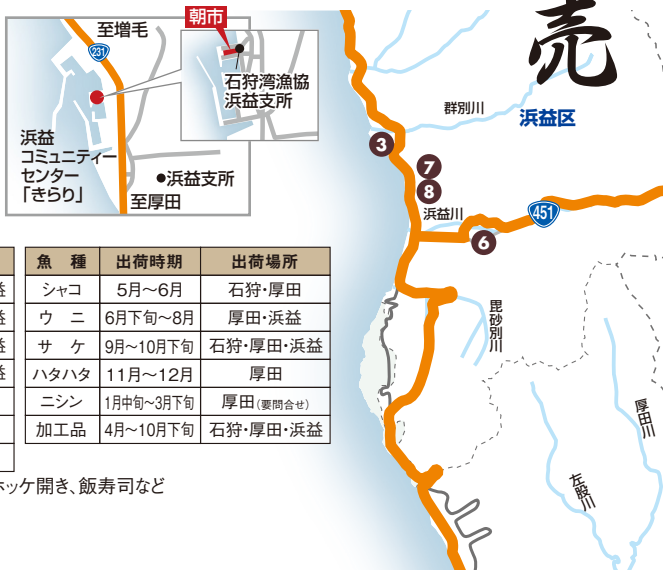 売
至増毛
231
朝市
石狩湾漁協
浜益支所
浜益
コミュニティー
センター
「きらり」
●浜益支所
至厚田
群別川
浜益区
3
7
8
浜益川
451
6
毘砂別川
厚田川
左股川
益
益
益
益
魚 種 出荷時期 出荷場所
シャコ 5月〜6月 石狩・厚田
ウ ニ 6月下旬〜8月 厚田・浜益
サ ケ 9月〜10月下旬 石狩・厚田・浜益
ハタハタ 11月〜12月 厚田
ニシン 1月中旬〜3月下旬 厚田(要問合せ)
加工品 4月〜10月下旬 石狩・厚田・浜益
ホッケ開き、飯寿司など